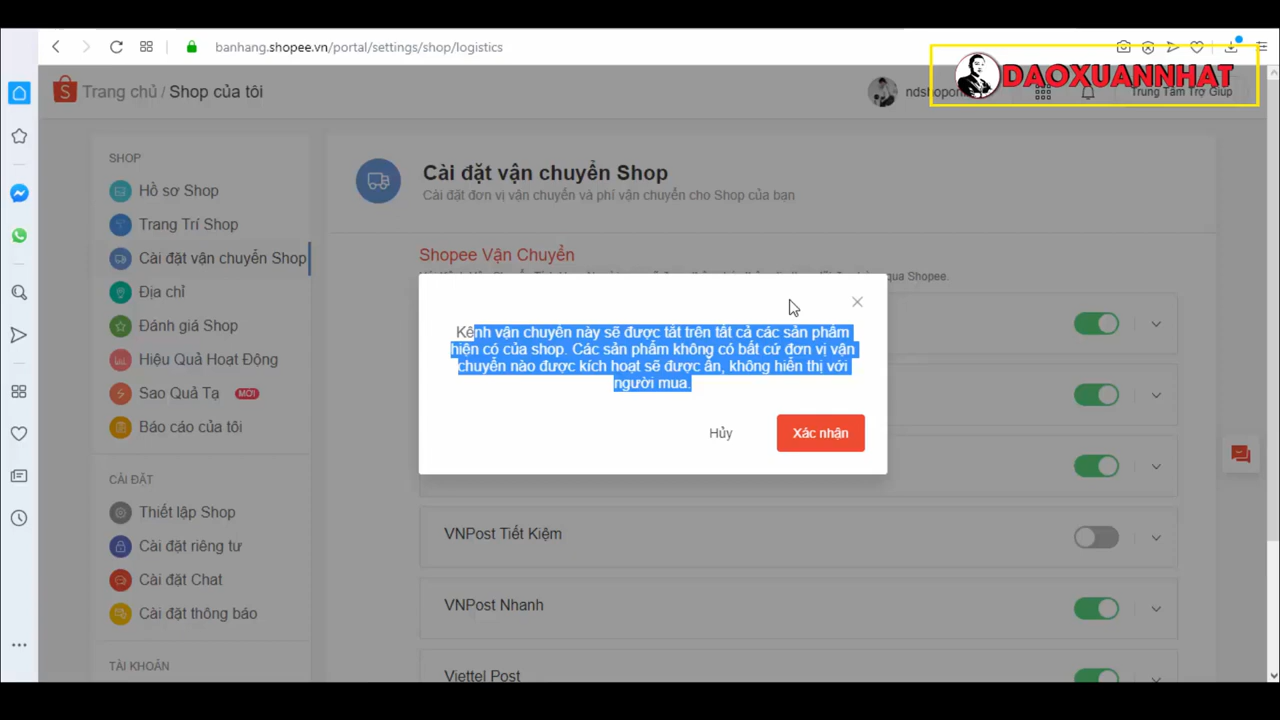 banhang.shopee.vn/portal/settings/shop/logistics
DAOXUANNHAT
Trang chủ / Shop của tôi
Trung Tâm Trợ Giúp
SHOP
Hồ sơ Shop
Trang Trí Shop
Cài đặt vận chuyển Shop
Địa chỉ
Đánh giá Shop
Hiệu Quả Hoạt Động
Sao Quả Tạ MỚI
Báo cáo của tôi
CÀI ĐẶT
Thiết lập Shop
Cài đặt riêng tư
Cài đặt Chat
Cài đặt thông báo
TÀI KHOẢN
Cài đặt vận chuyển Shop
Cài đặt đơn vị vận chuyển và phí vận chuyển cho Shop của bạn
Shopee Vận Chuyển
qua Shopee.
Kênh vận chuyển này sẽ được tắt trên tất cả các sản phẩm
hiện có của shop. Các sản phẩm không có bất cứ đơn vị vận
chuyển nào được kích hoạt sẽ được ẩn, không hiển thị với
người mua.
Hủy
Xác nhận
VNPost Tiết Kiệm
VNPost Nhanh
Viettel Post